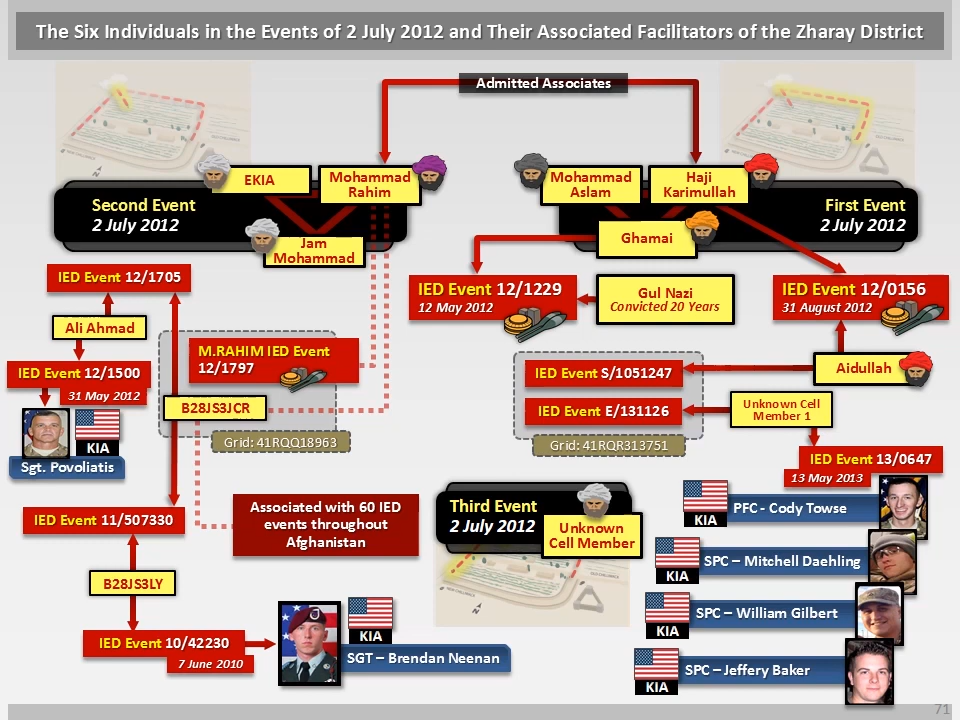 The Six Individuals in the Events of 2 July 2012 and Their Associated Facilitators of the Zharay District
Admitted Associates
EKIA
Mohammad
Rahim
Second Event
2 July 2012
Jam
Mohammad
Mohammad
Aslam
Haji
Karimullah
First Event
2 July 2012
Ghamai
IED Event 12/1705
Ali Ahmad
IED Event 12/1500
31 May 2012
KIA
Sgt. Povoliatis
M.RAHIM IED Event
12/1797
B28JS3JCR
Grid: 41RQQ18963
IED Event 12/1229
12 May 2012
Gul Nazi
Convicted 20 Years
IED Event 12/0156
31 August 2012
Aidullah
IED Event S/1051247
IED Event E/131126
Grid: 41RQR313751
Unknown Cell
Member 1
IED Event 13/0647
13 May 2013
IED Event 11/507330
Associated with 60 IED
events throughout
Afghanistan
B28JS3LY
IED Event 10/42230
7 June 2010
KIA
SGT – Brendan Neenan
Third Event
2 July 2012
Unknown
Cell Member
KIA
PFC - Cody Towse
KIA
SPC – Mitchell Daehling
KIA
SPC – William Gilbert
KIA
SPC – Jeffery Baker
71